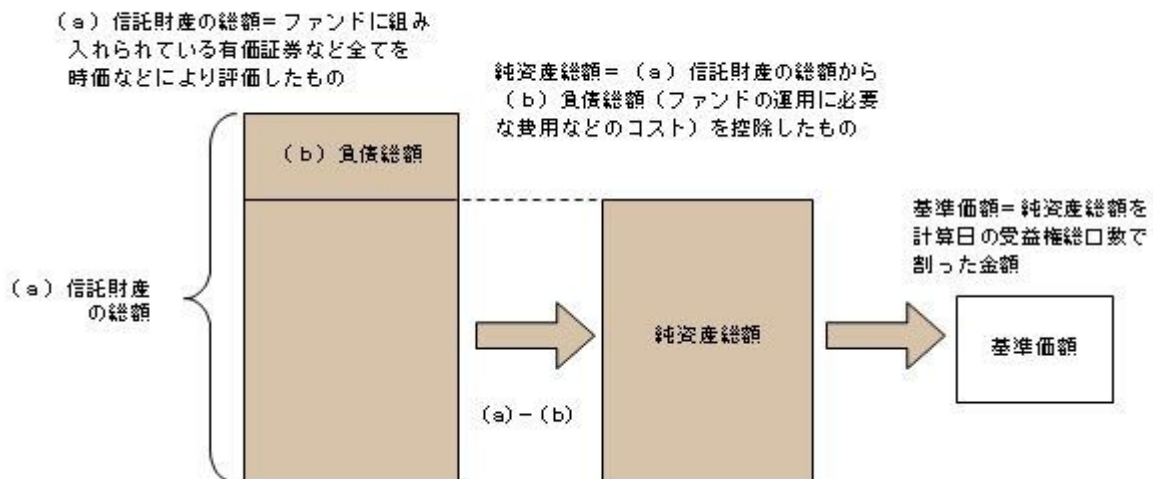 （a）信託財産の総額＝ファンドに組み
入れられている有価証券など全てを
時価などにより評価したもの
純資産総額＝（a）信託財産の総額から
（b）負債総額（ファンドの運用に必要
な費用などのコスト）を控除したもの
（b）負債総額
基準価額＝純資産総額を
計算日の受益権総口数で
割った金額
（a）信託財産
の総額
純資産総額
基準価額
（a）－（b）